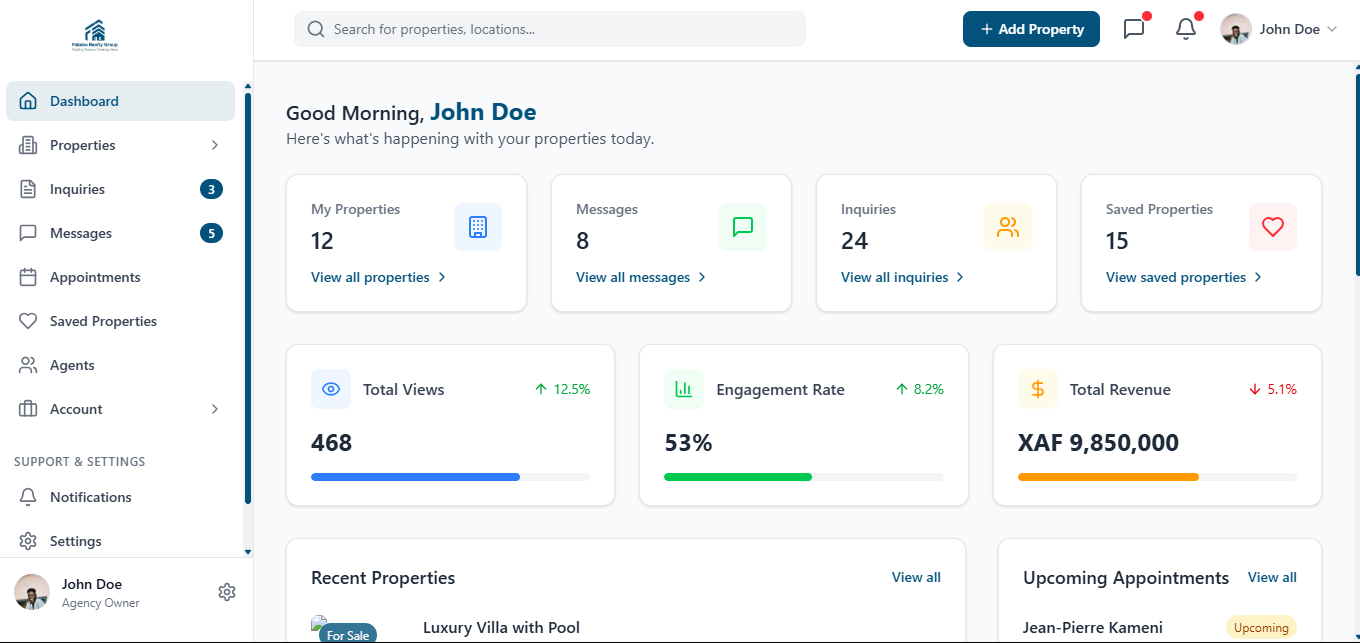 Search for properties, locations...
+ Add Property
John Doe
Dashboard
Properties
Inquiries
3
Messages
5
Appointments
Saved Properties
Agents
Account
SUPPORT & SETTINGS
Notifications
Settings
John Doe
Agency Owner
Good Morning, John Doe
Here's what's happening with your properties today.
My Properties
12
View all properties
Messages
8
View all messages
Inquiries
24
View all inquiries
Saved Properties
15
View saved properties
Total Views
12.5%
468
Engagement Rate
8.2%
53%
Total Revenue
5.1%
XAF 9,850,000
Recent Properties
View all
For Sale
Luxury Villa with Pool
Upcoming Appointments
View all
Jean-Pierre Kameni
Upcoming